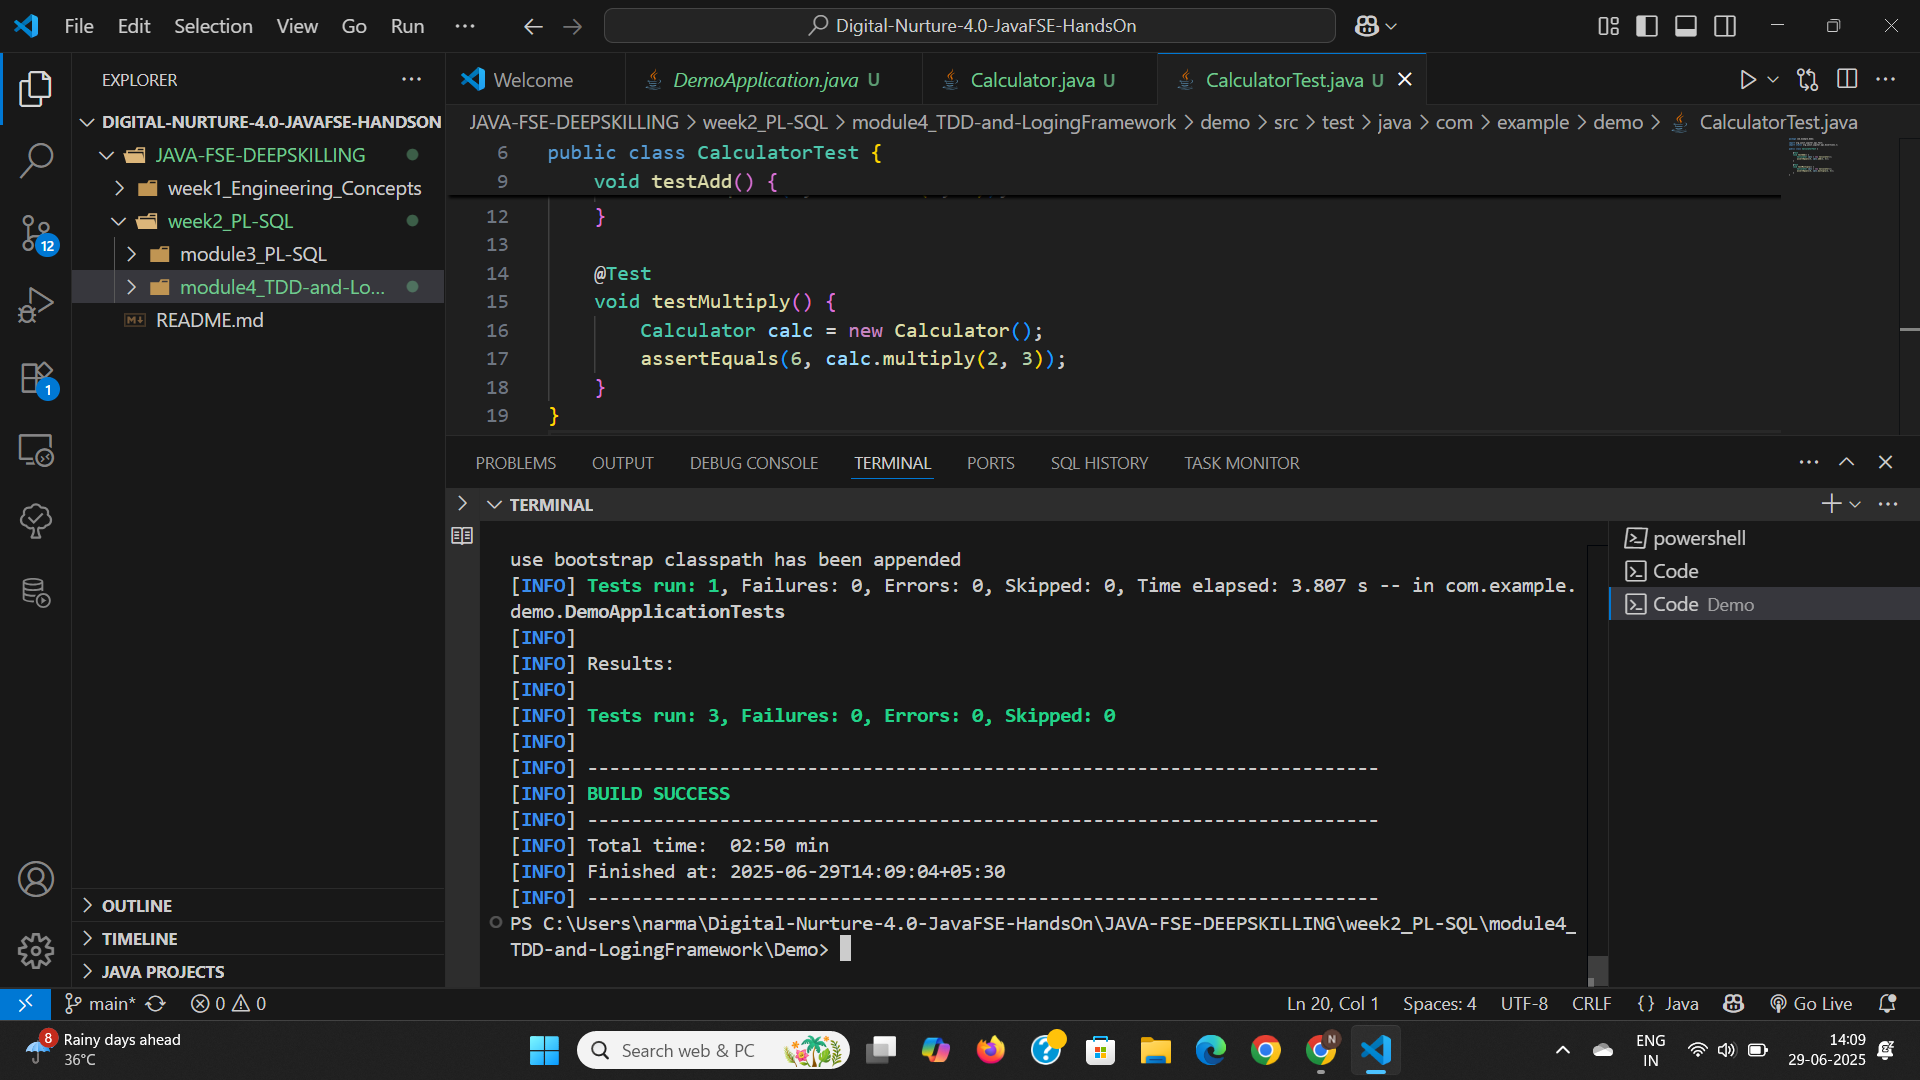 File Edit Selection View Go Run ··· Digital-Nurture-4.0-JavaFSE-HandsOn
EXPLORER
DIGITAL-NURTURE-4.0-JAVAFSE-HANDSON
JAVA-FSE-DEEPSKILLING
week1_Engineering_Concepts
week2_PL-SQL
module3_PL-SQL
module4_TDD-and-Lo...
README.md
12
1
OUTLINE
TIMELINE
JAVA PROJECTS
Welcome DemoApplication.java U Calculator.java U CalculatorTest.java U
JAVA-FSE-DEEPSKILLING > week2_PL-SQL > module4_TDD-and-LogingFramework > demo > src > test > java > com > example > demo > CalculatorTest.java
6 public class CalculatorTest {
9 void testAdd() {
12 }
13
14 @Test
15 void testMultiply() {
16 Calculator calc = new Calculator();
17 assertEquals(6, calc.multiply(2, 3));
18 }
19 }
PROBLEMS OUTPUT DEBUG CONSOLE TERMINAL PORTS SQL HISTORY TASK MONITOR
TERMINAL
use bootstrap classpath has been appended
[INFO] Tests run: 1, Failures: 0, Errors: 0, Skipped: 0, Time elapsed: 3.807 s -- in com.example.
demo.DemoApplicationTests
[INFO]
[INFO] Results:
[INFO]
[INFO] Tests run: 3, Failures: 0, Errors: 0, Skipped: 0
[INFO]
[INFO] ------------------------------------------------------------------------
[INFO] BUILD SUCCESS
[INFO] ------------------------------------------------------------------------
[INFO] Total time:  02:50 min
[INFO] Finished at: 2025-06-29T14:09:04+05:30
[INFO] ------------------------------------------------------------------------
PS C:\Users\narma\Digital-Nurture-4.0-JavaFSE-HandsOn\JAVA-FSE-DEEPSKILLING\week2_PL-SQL\module4_
TDD-and-LogingFramework\Demo>
powershell
Code
Code Demo
main* 0 0 Ln 20, Col 1 Spaces: 4 UTF-8 CRLF {} Java Go Live
8
Rainy days ahead
36°C
Search web & PC
N
ENG
IN
14:09
29-06-2025